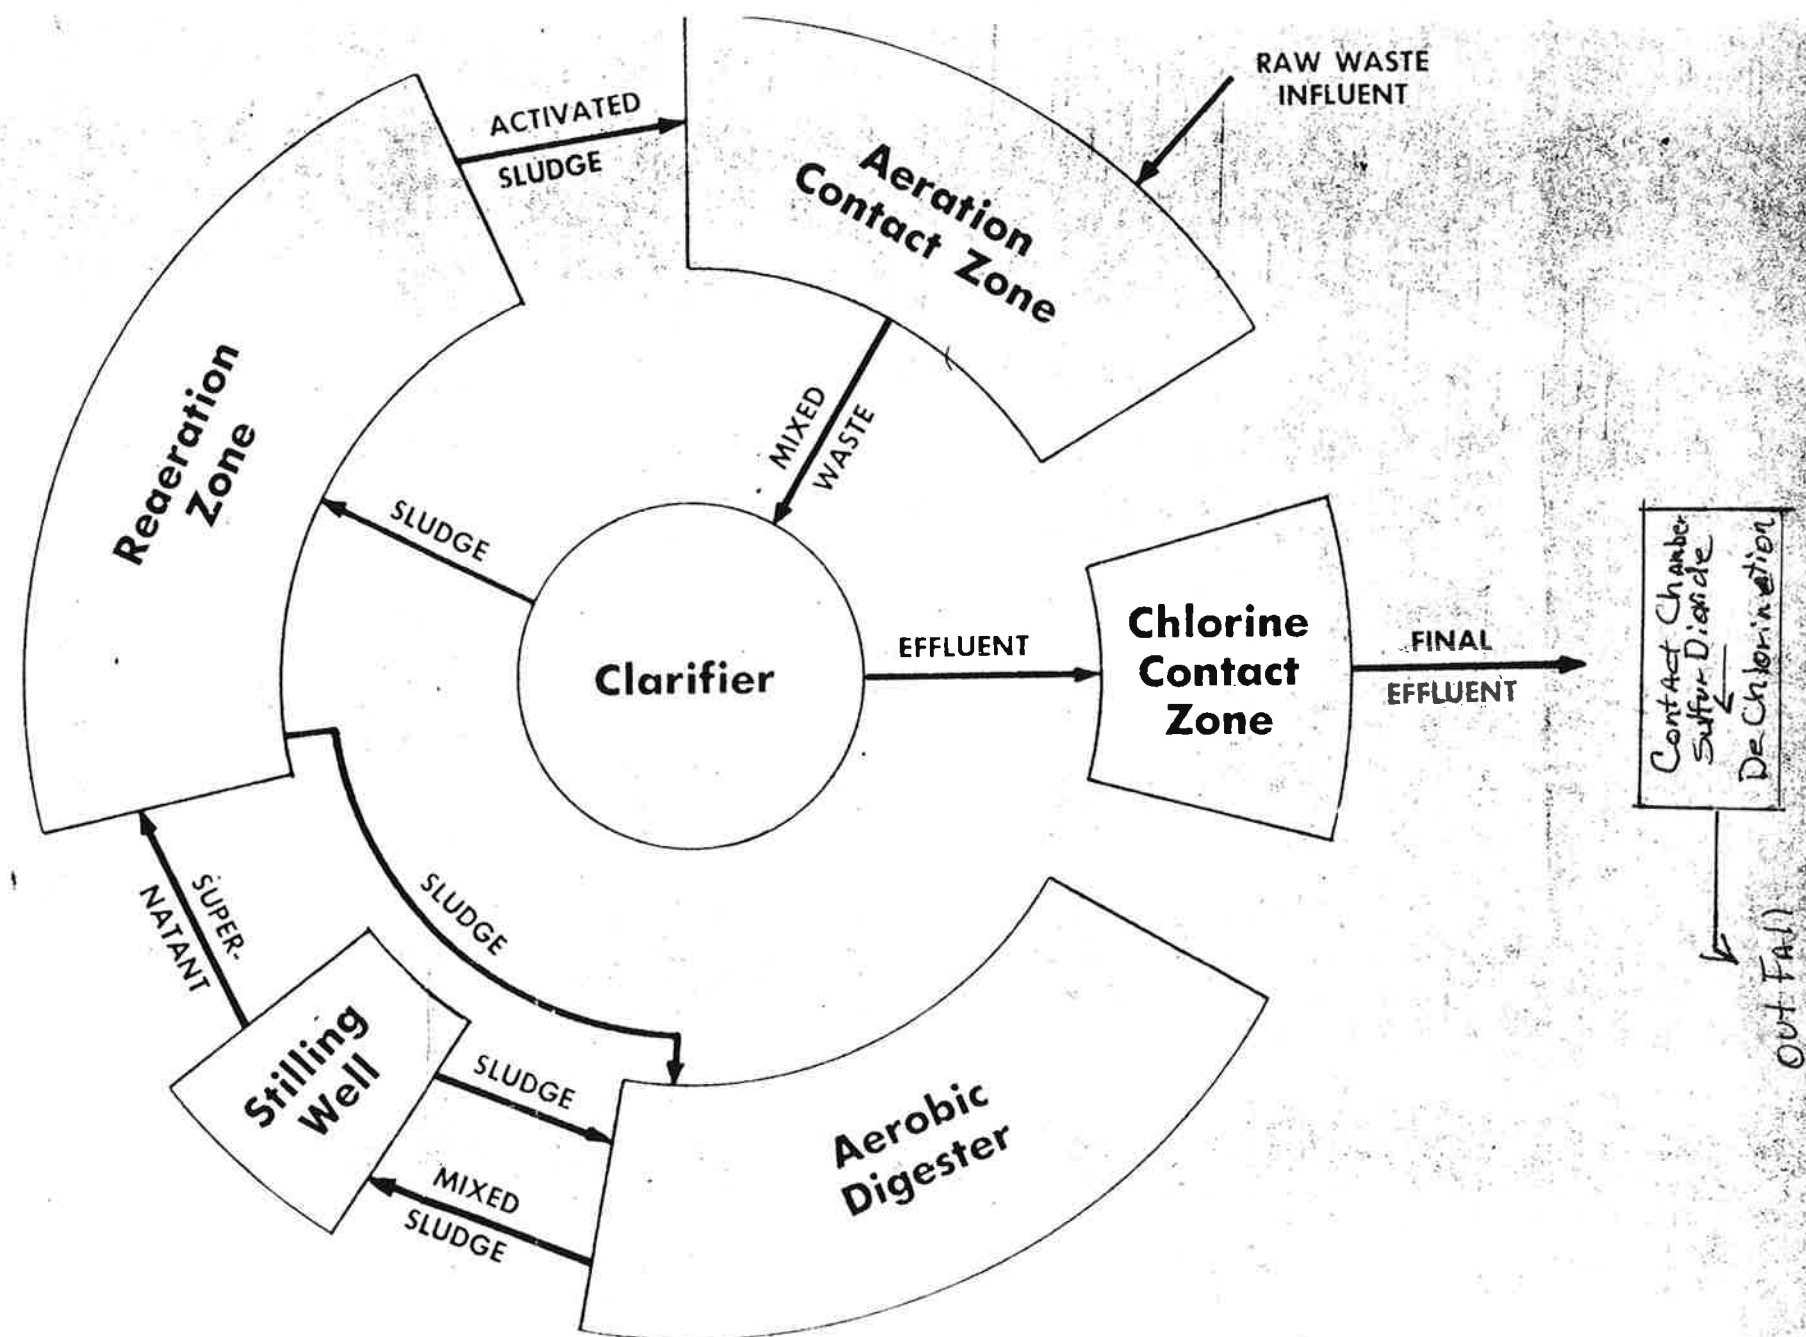 RAW WASTE
INFLUENT
ACTIVATED
SLUDGE
Aeration
Contact Zone
MIXED
WASTE
Reaeration
Zone
SLUDGE
Clarifier
EFFLUENT
Chlorine
Contact
Zone
FINAL
EFFLUENT
Contact Chamber
Sulfur Dioxide
DeChlorination
OUT FAll
SUPER-
NATANT
SLUDGE
Stilling
Well
SLUDGE
MIXED
SLUDGE
Aerobic
Digester